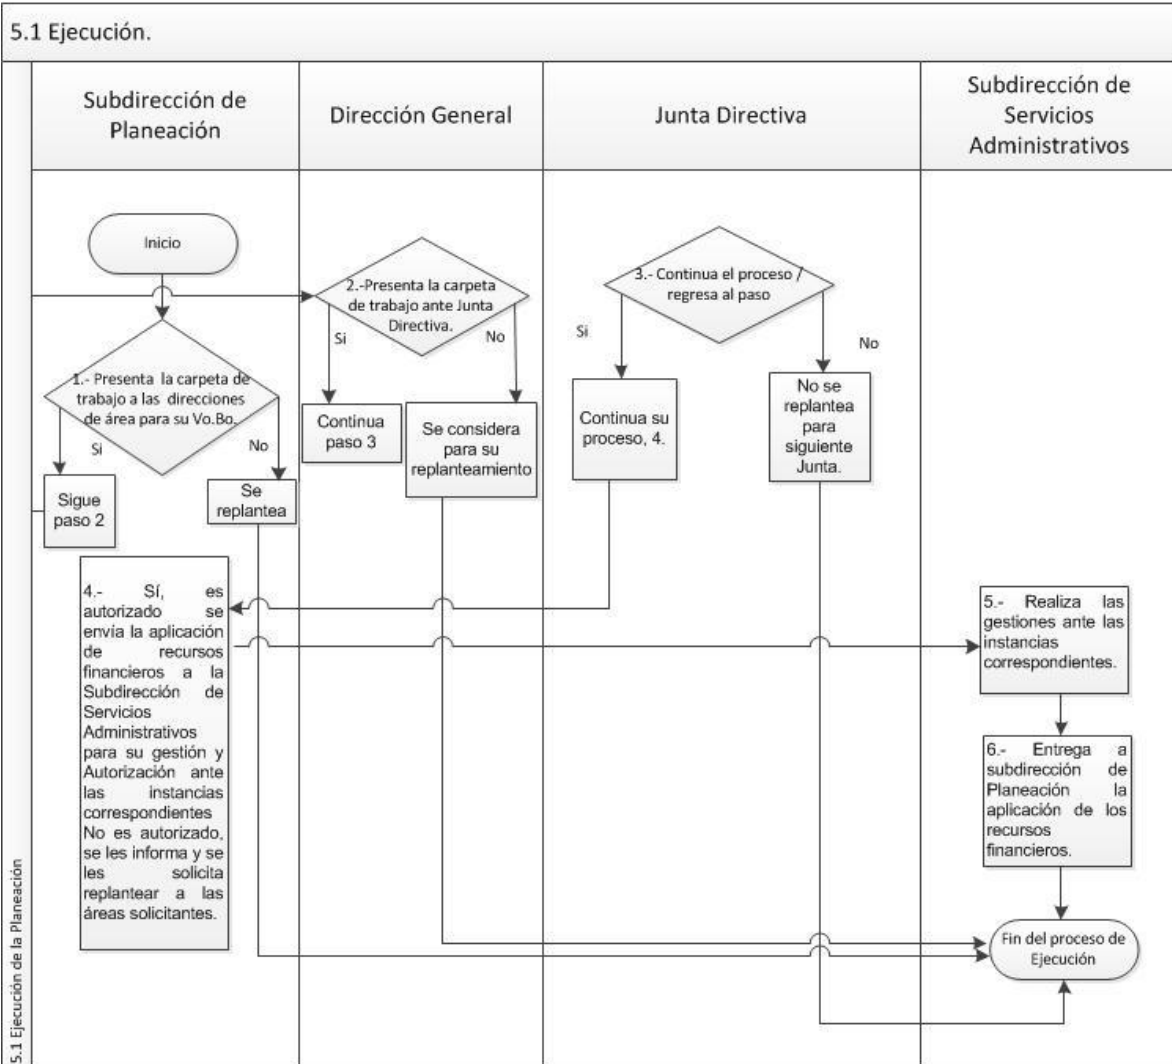 5.1 Ejecución.
Subdirección de
Planeación
Dirección General
Junta Directiva
Subdirección de
Servicios
Administrativos
5.1 Ejecución de la Planeación
Inicio
1.- Presenta la carpeta de
trabajo a las direcciones
de área para su Vo.Bo.
Si
No
Sigue
paso 2
Se
replantea
2.-Presenta la carpeta
de trabajo ante Junta
Directiva.
Si
No
Continua
paso 3
Se considera
para su
replanteamiento
3.- Continua el proceso /
regresa al paso
Si
No
Continua su
proceso, 4.
No se
replantea
para
siguiente
Junta.
4.- Sí, es
autorizado se
envía la aplicación
de recursos
financieros a la
Subdirección de
Servicios
Administrativos
para su gestión y
Autorización ante
las instancias
correspondientes
No es autorizado,
se les informa y se
les solicita
replantear a las
áreas solicitantes.
5.- Realiza las
gestiones ante las
instancias
correspondientes.
6.- Entrega a
subdirección de
Planeación la
aplicación de los
recursos
financieros.
Fin del proceso de
Ejecución